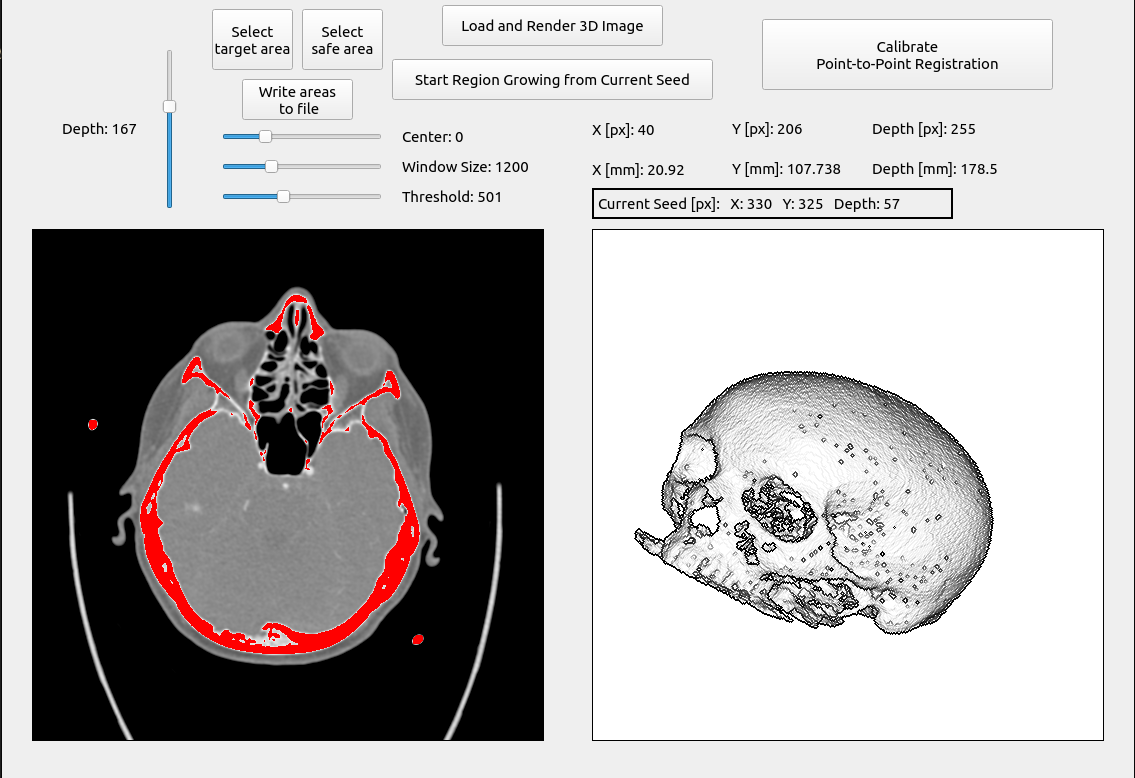 Select
target area
Select
safe area
Load and Render 3D Image
Calibrate
Point-to-Point Registration
Start Region Growing from Current Seed
Write areas
to file
Depth: 167
Center: 0
Window Size: 1200
Threshold: 501
X [px]: 40
Y [px]: 206
Depth [px]: 255
X [mm]: 20.92
Y [mm]: 107.738
Depth [mm]: 178.5
Current Seed [px]: X: 330 Y: 325 Depth: 57